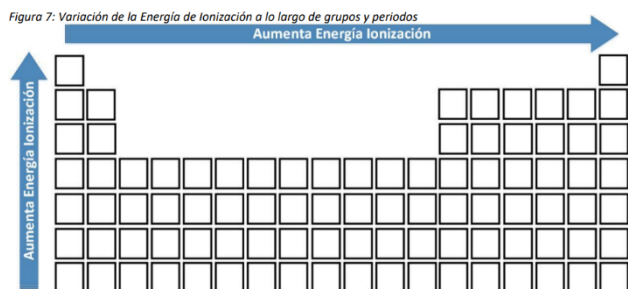 Figura 7: Variación de la Energía de Ionización a lo largo de grupos y periodos
Aumenta Energía Ionización
Aumenta Energía Ionización